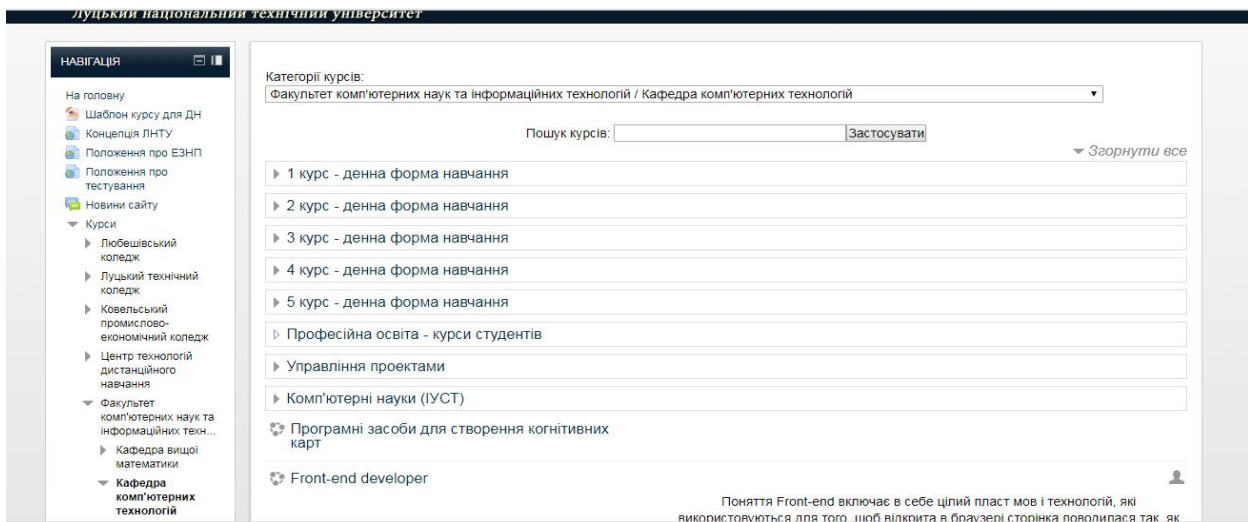 Луцький національний технічний університет
НАВІГАЦІЯ
На головну
Шаблон курсу для ДН
Концепція ЛНТУ
Положення про ЕЗНП
Положення про
тестування
Новини сайту
Курси
Любешівський
коледж
Луцький технічний
коледж
Ковельський
промислово-
економічний коледж
Центр технологій
дистанційного
навчання
Факультет
комп'ютерних наук та
інформаційних техн...
Кафедра вищої
математики
Кафедра
комп'ютерних
технологій
Категорії курсів:
Факультет комп'ютерних наук та інформаційних технологій / Кафедра комп'ютерних технологій
Пошук курсів: Застосувати
Згорнути все
1 курс - денна форма навчання
2 курс - денна форма навчання
3 курс - денна форма навчання
4 курс - денна форма навчання
5 курс - денна форма навчання
Професійна освіта - курси студентів
Управління проектами
Комп'ютерні науки (ІУСТ)
Програмні засоби для створення когнітивних
карт
Front-end developer
Поняття Front-end включає в себе цілий пласт мов і технологій, які
використовуються для того, щоб відкрита в браузері сторінка поводилася так, як